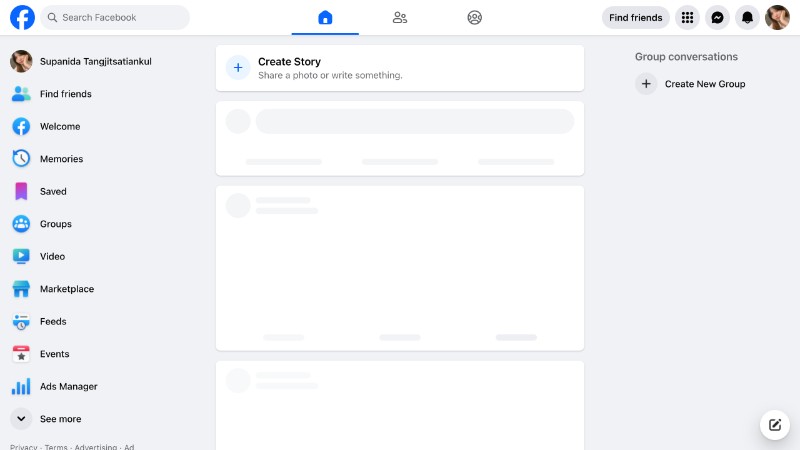 Search Facebook
Find friends
Supanida Tangjitsatiankul
Find friends
Welcome
Memories
Saved
Groups
Video
Marketplace
Feeds
Events
Ads Manager
See more
Privacy · Terms · Advertising · Ad
Create Story
Share a photo or write something.
Group conversations
Create New Group